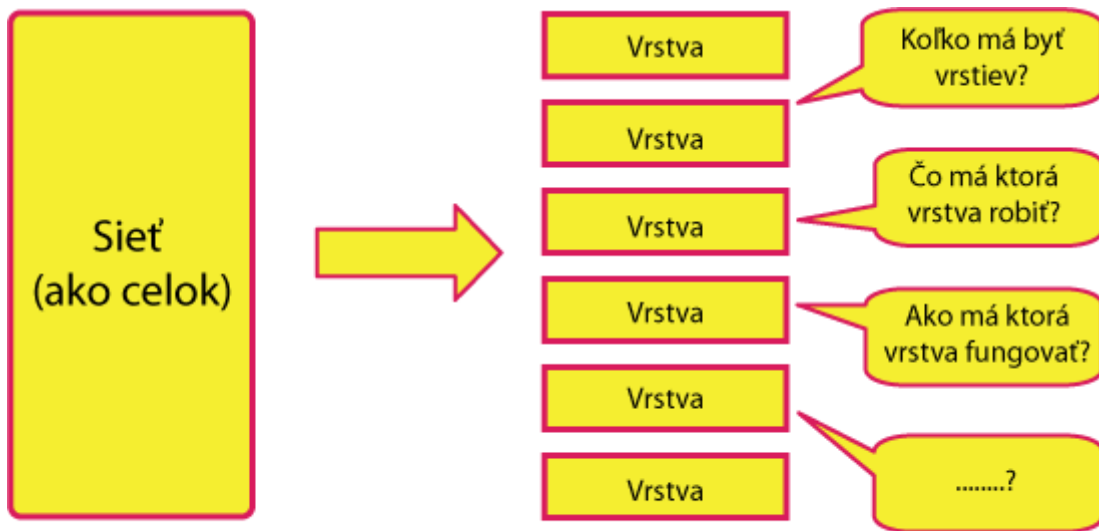 Sieť
(ako celok)
Vrstva
Vrstva
Vrstva
Vrstva
Vrstva
Vrstva
Koľko má byť
vrstiev?
Čo má ktorá
vrstva robiť?
Ako má ktorá
vrstva fungovať?
........?